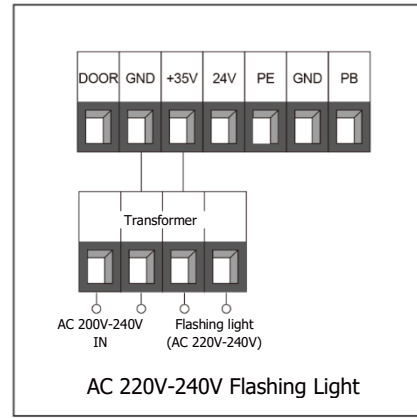 DOOR GND +35V 24V PE GND PB
Transformer
AC 200V-240V
IN
Flashing light
(AC 220V-240V)
AC 220V-240V Flashing Light